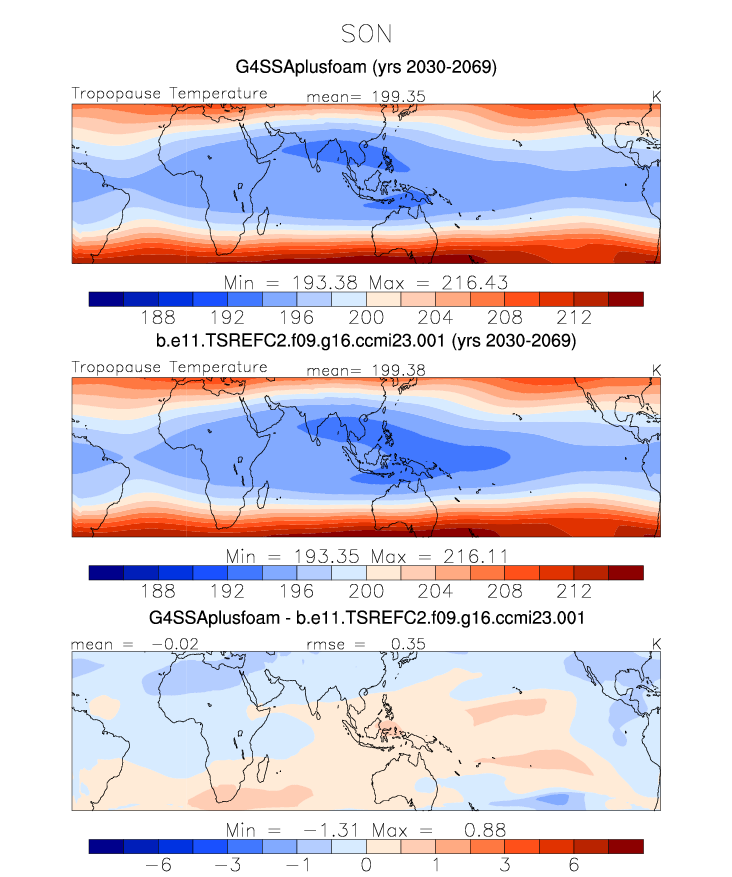 SON
G4SSAplusfoam (yrs 2030-2069)
Tropopause Temperature mean= 199.35 K
Min = 193.38 Max = 216.43
188 192 196 200 204 208 212
b.e11.TSREFC2.f09.g16.ccmi23.001 (yrs 2030-2069)
Tropopause Temperature mean= 199.38 K
Min = 193.35 Max = 216.11
188 192 196 200 204 208 212
G4SSAplusfoam - b.e11.TSREFC2.f09.g16.ccmi23.001
mean = -0.02 rmse = 0.35 K
Min = -1.31 Max = 0.88
-6 -3 -1 0 1 3 6